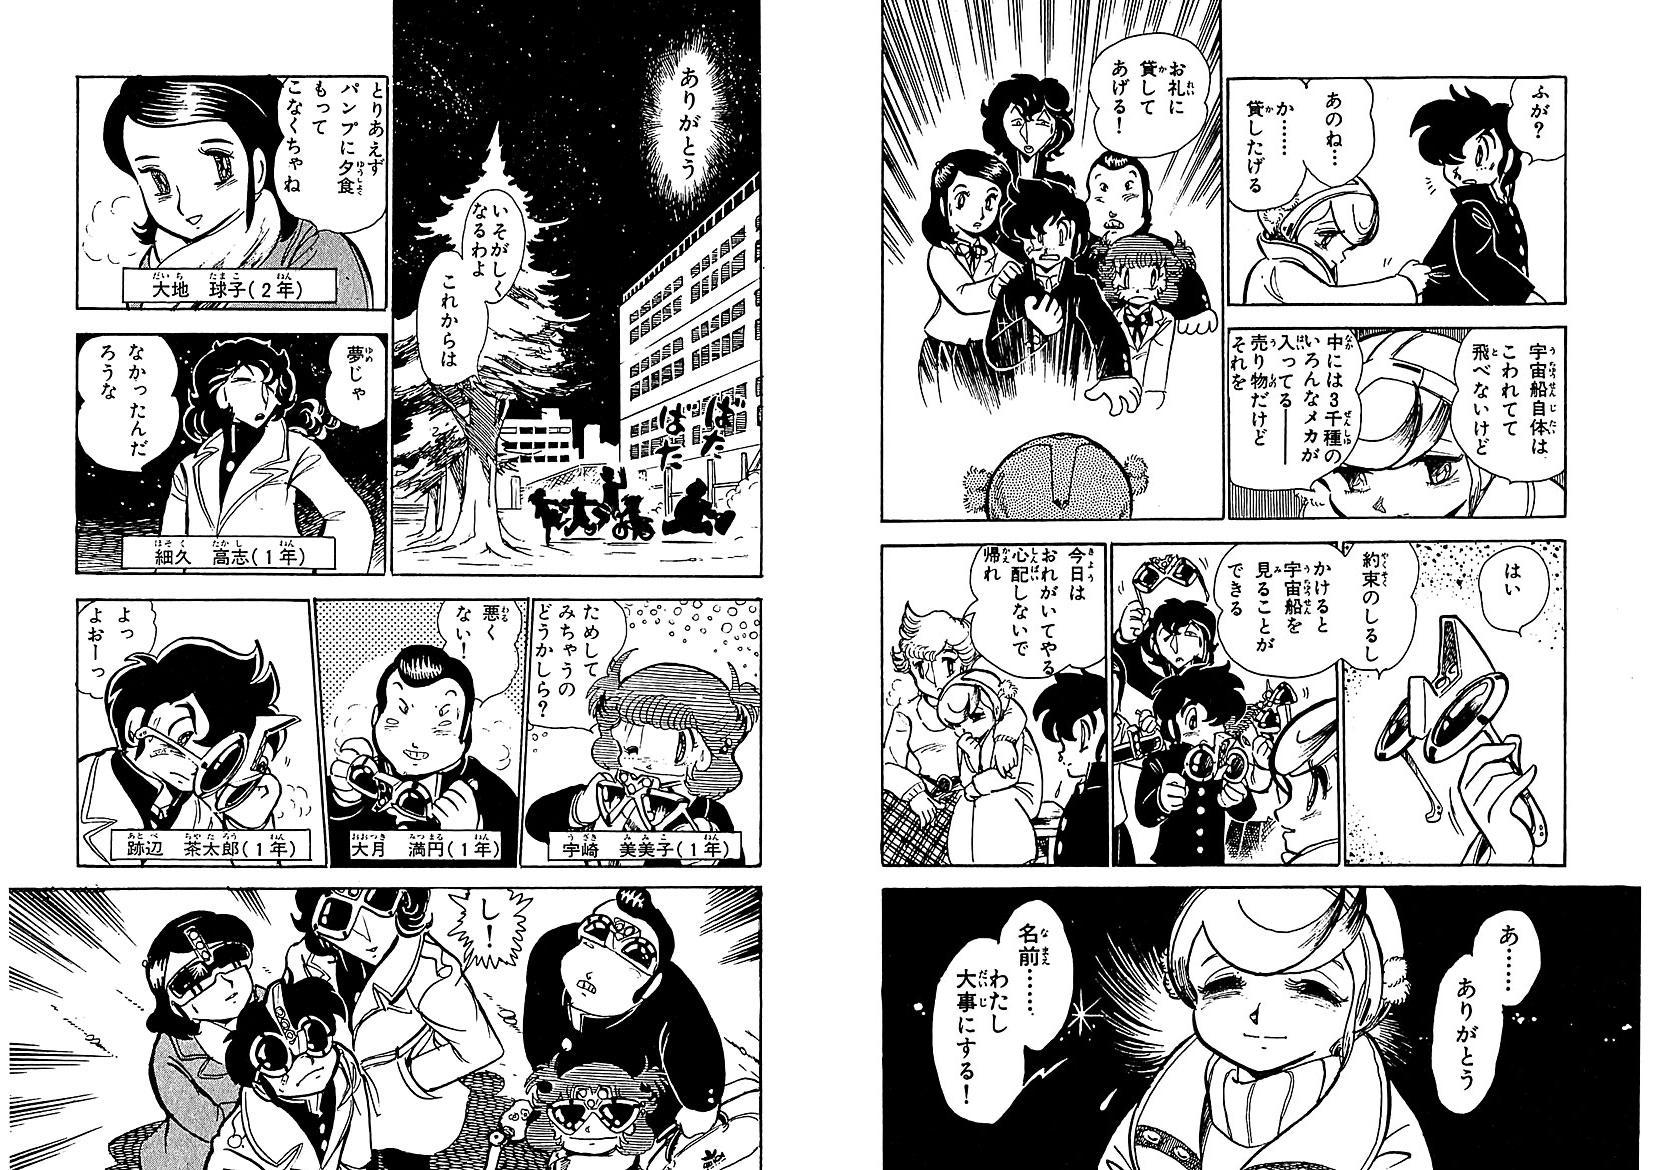 ふが?
あのね…
か……
貸したげる
宇宙船自体は
こわれてて
飛べないけど
中には3千種の
いろんなメカが
入ってる――
売り物だけど
それを
お礼に
貸して
あげる!
はい
約束のしるし
かけると
宇宙船を
見ることが
できる
今日は
おれがいてやる
心配しないで
帰れ
あ……
ありがとう
名前……
わたし
大事にする!
ありがとう
いそがしく
なるわよ
これからは
ばた
ばた
とりあえず
パンプに夕食
もって
こなくちゃね
大地 球子(2年)
夢じゃ
なかったんだ
ろうな
細久 高志(1年)
ためして
みちゃうの
どうかしら?
宇崎 美美子(1年)
悪く
ない!
大月 満円(1年)
よっ
よおーっ
跡辺 茶太郎(1年)
し!